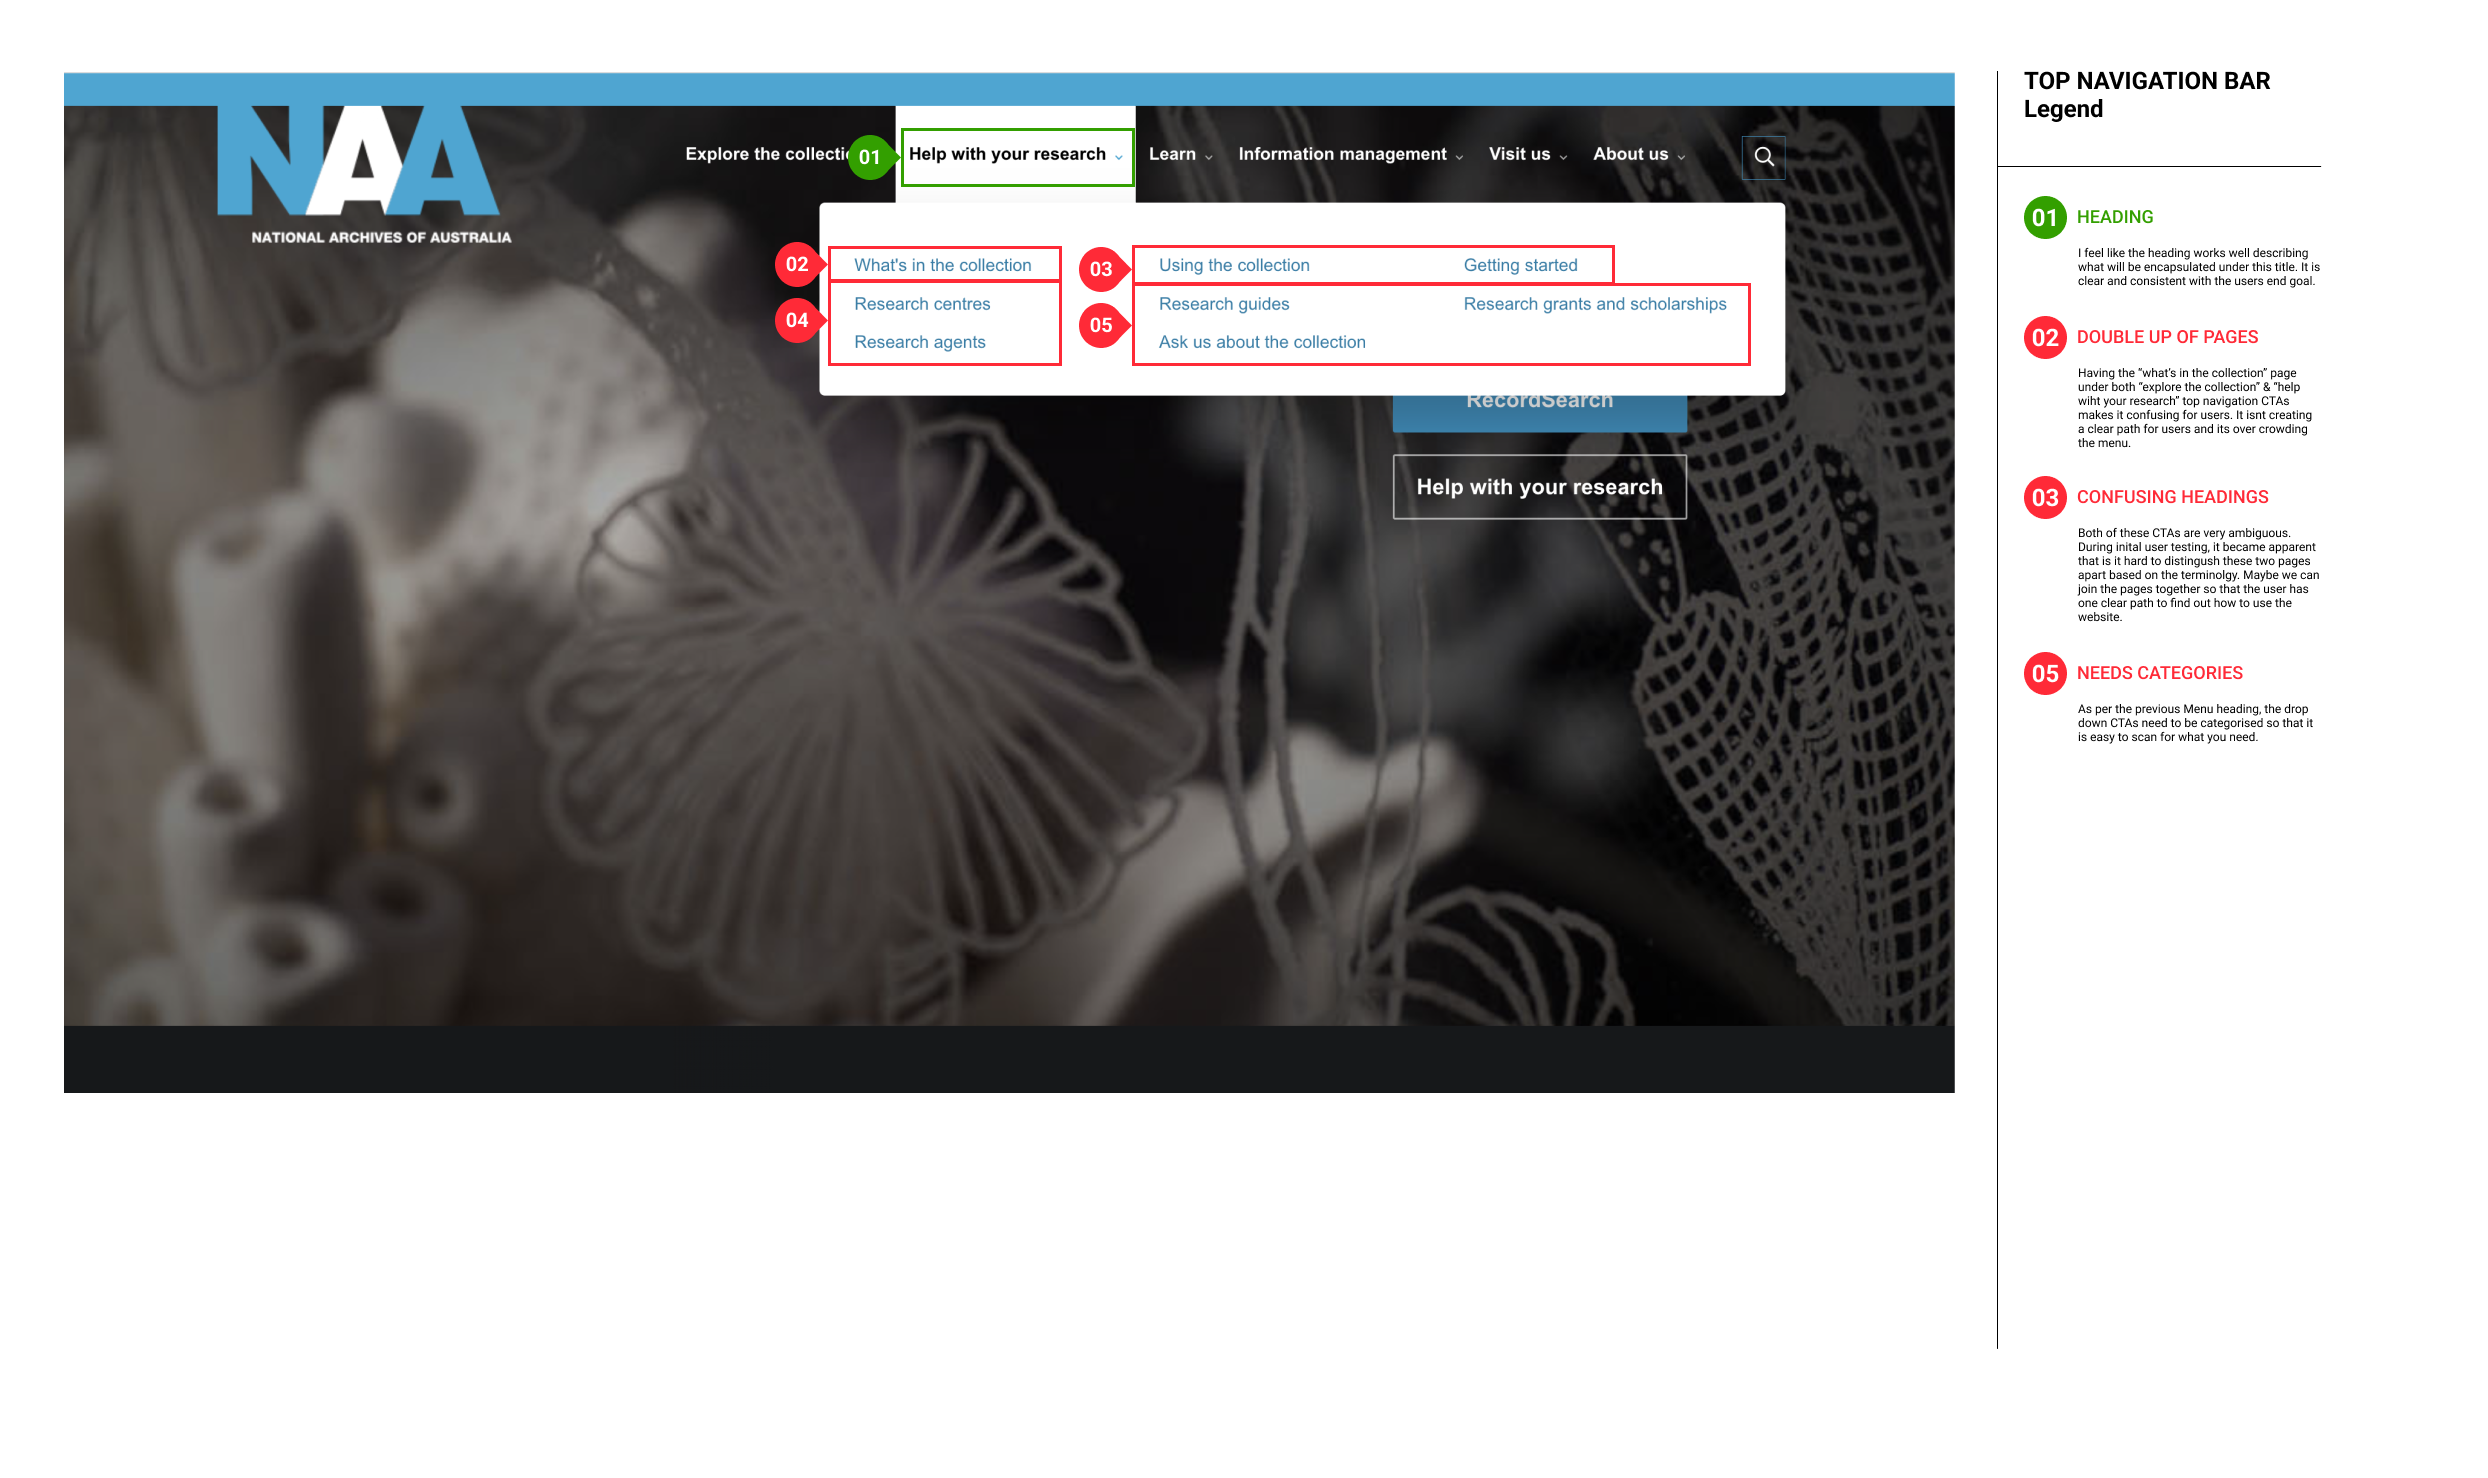 NAA
NATIONAL ARCHIVES OF AUSTRALIA
Explore the
01
Help with your research
Learn
Information management
Visit us
About us
02
What's in the collection
03
Using the collection
Getting started
04
Research centres
Research agents
05
Research guides
Research grants and scholarships
Ask us about the collection
RecordSearch
Help with your research
TOP NAVIGATION BAR
Legend
01 HEADING
I feel like the heading works well describing
what will be encapsulated under this title. It is
clear and consistent with the users end goal.
02 DOUBLE UP OF PAGES
Having the “what’s in the collection” page
under both “explore the collection” & “help
wiht your research” top navigation CTAs
makes it confusing for users. It isnt creating
a clear path for users and its over crowding
the menu.
03 CONFUSING HEADINGS
Both of these CTAs are very ambiguous.
During inital user testing, it became apparent
that is it hard to distingush these two pages
apart based on the terminolgy. Maybe we can
join the pages together so that the user has
one clear path to find out how to use the
website.
05 NEEDS CATEGORIES
As per the previous Menu heading, the drop
down CTAs need to be categorised so that it
is easy to scan for what you need.